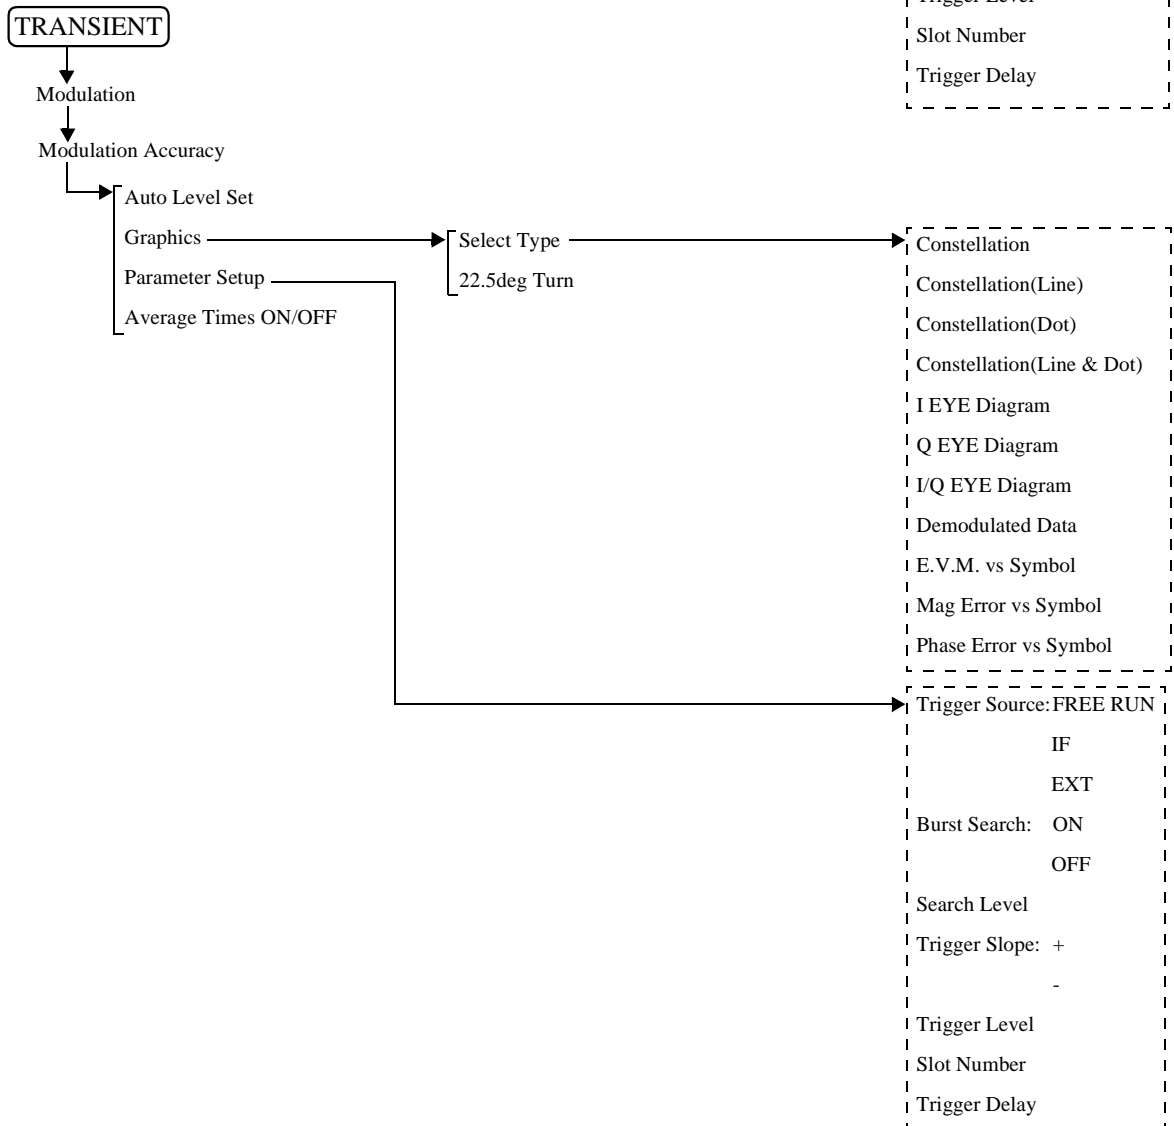 Trigger Level
TRANSIENT
Slot Number
Trigger Delay
Modulation
Modulation Accuracy
Auto Level Set
Graphics
Parameter Setup
Average Times ON/OFF
Select Type
22.5deg Turn
Constellation
Constellation(Line)
Constellation(Dot)
Constellation(Line & Dot)
I EYE Diagram
Q EYE Diagram
I/Q EYE Diagram
Demodulated Data
E.V.M. vs Symbol
Mag Error vs Symbol
Phase Error vs Symbol
Trigger Source:FREE RUN
IF
EXT
Burst Search: ON
OFF
Search Level
Trigger Slope: +
-
Trigger Level
Slot Number
Trigger Delay